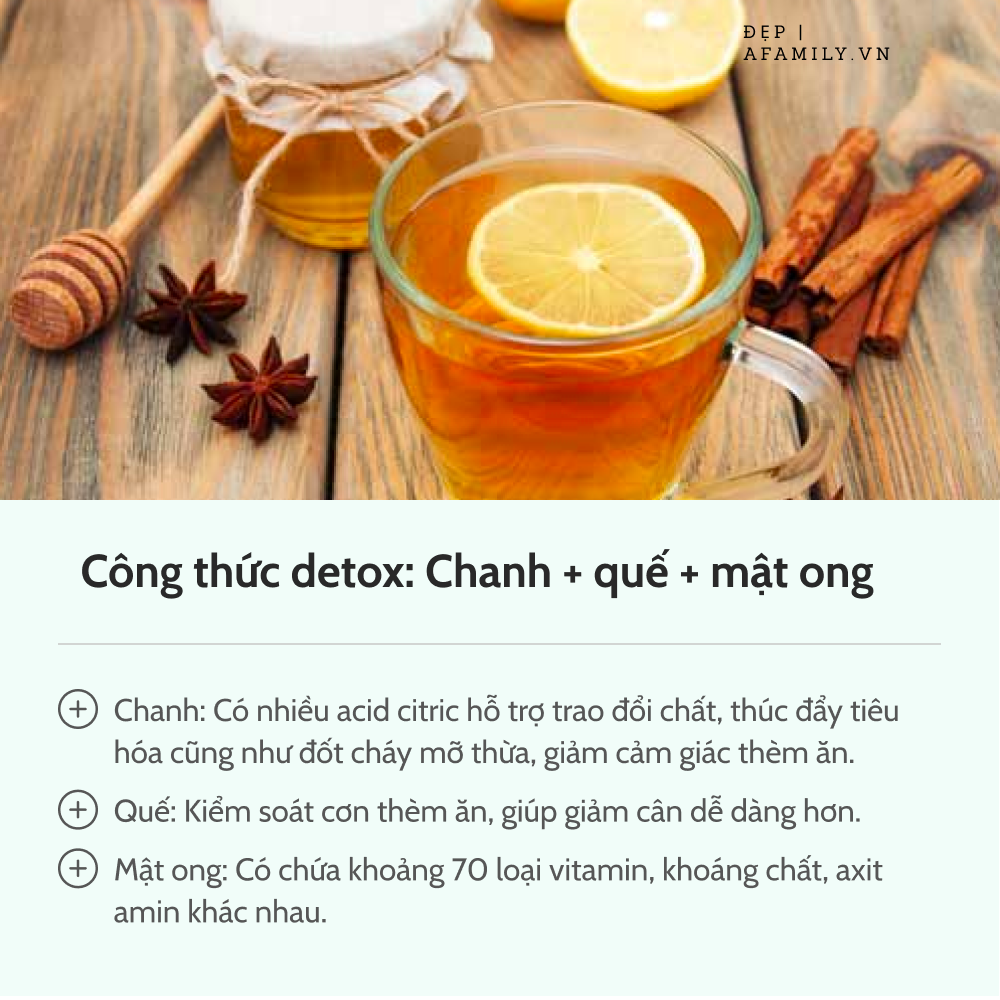 ĐẸP |
AFAMILY.VN
Công thức detox: Chanh + quế + mật ong
Chanh: Có nhiều acid citric hỗ trợ trao đổi chất, thúc đẩy tiêu
hóa cũng như đốt cháy mỡ thừa, giảm cảm giác thèm ăn.
Quế: Kiểm soát cơn thèm ăn, giúp giảm cân dễ dàng hơn.
Mật ong: Có chứa khoảng 70 loại vitamin, khoáng chất, axit
amin khác nhau.